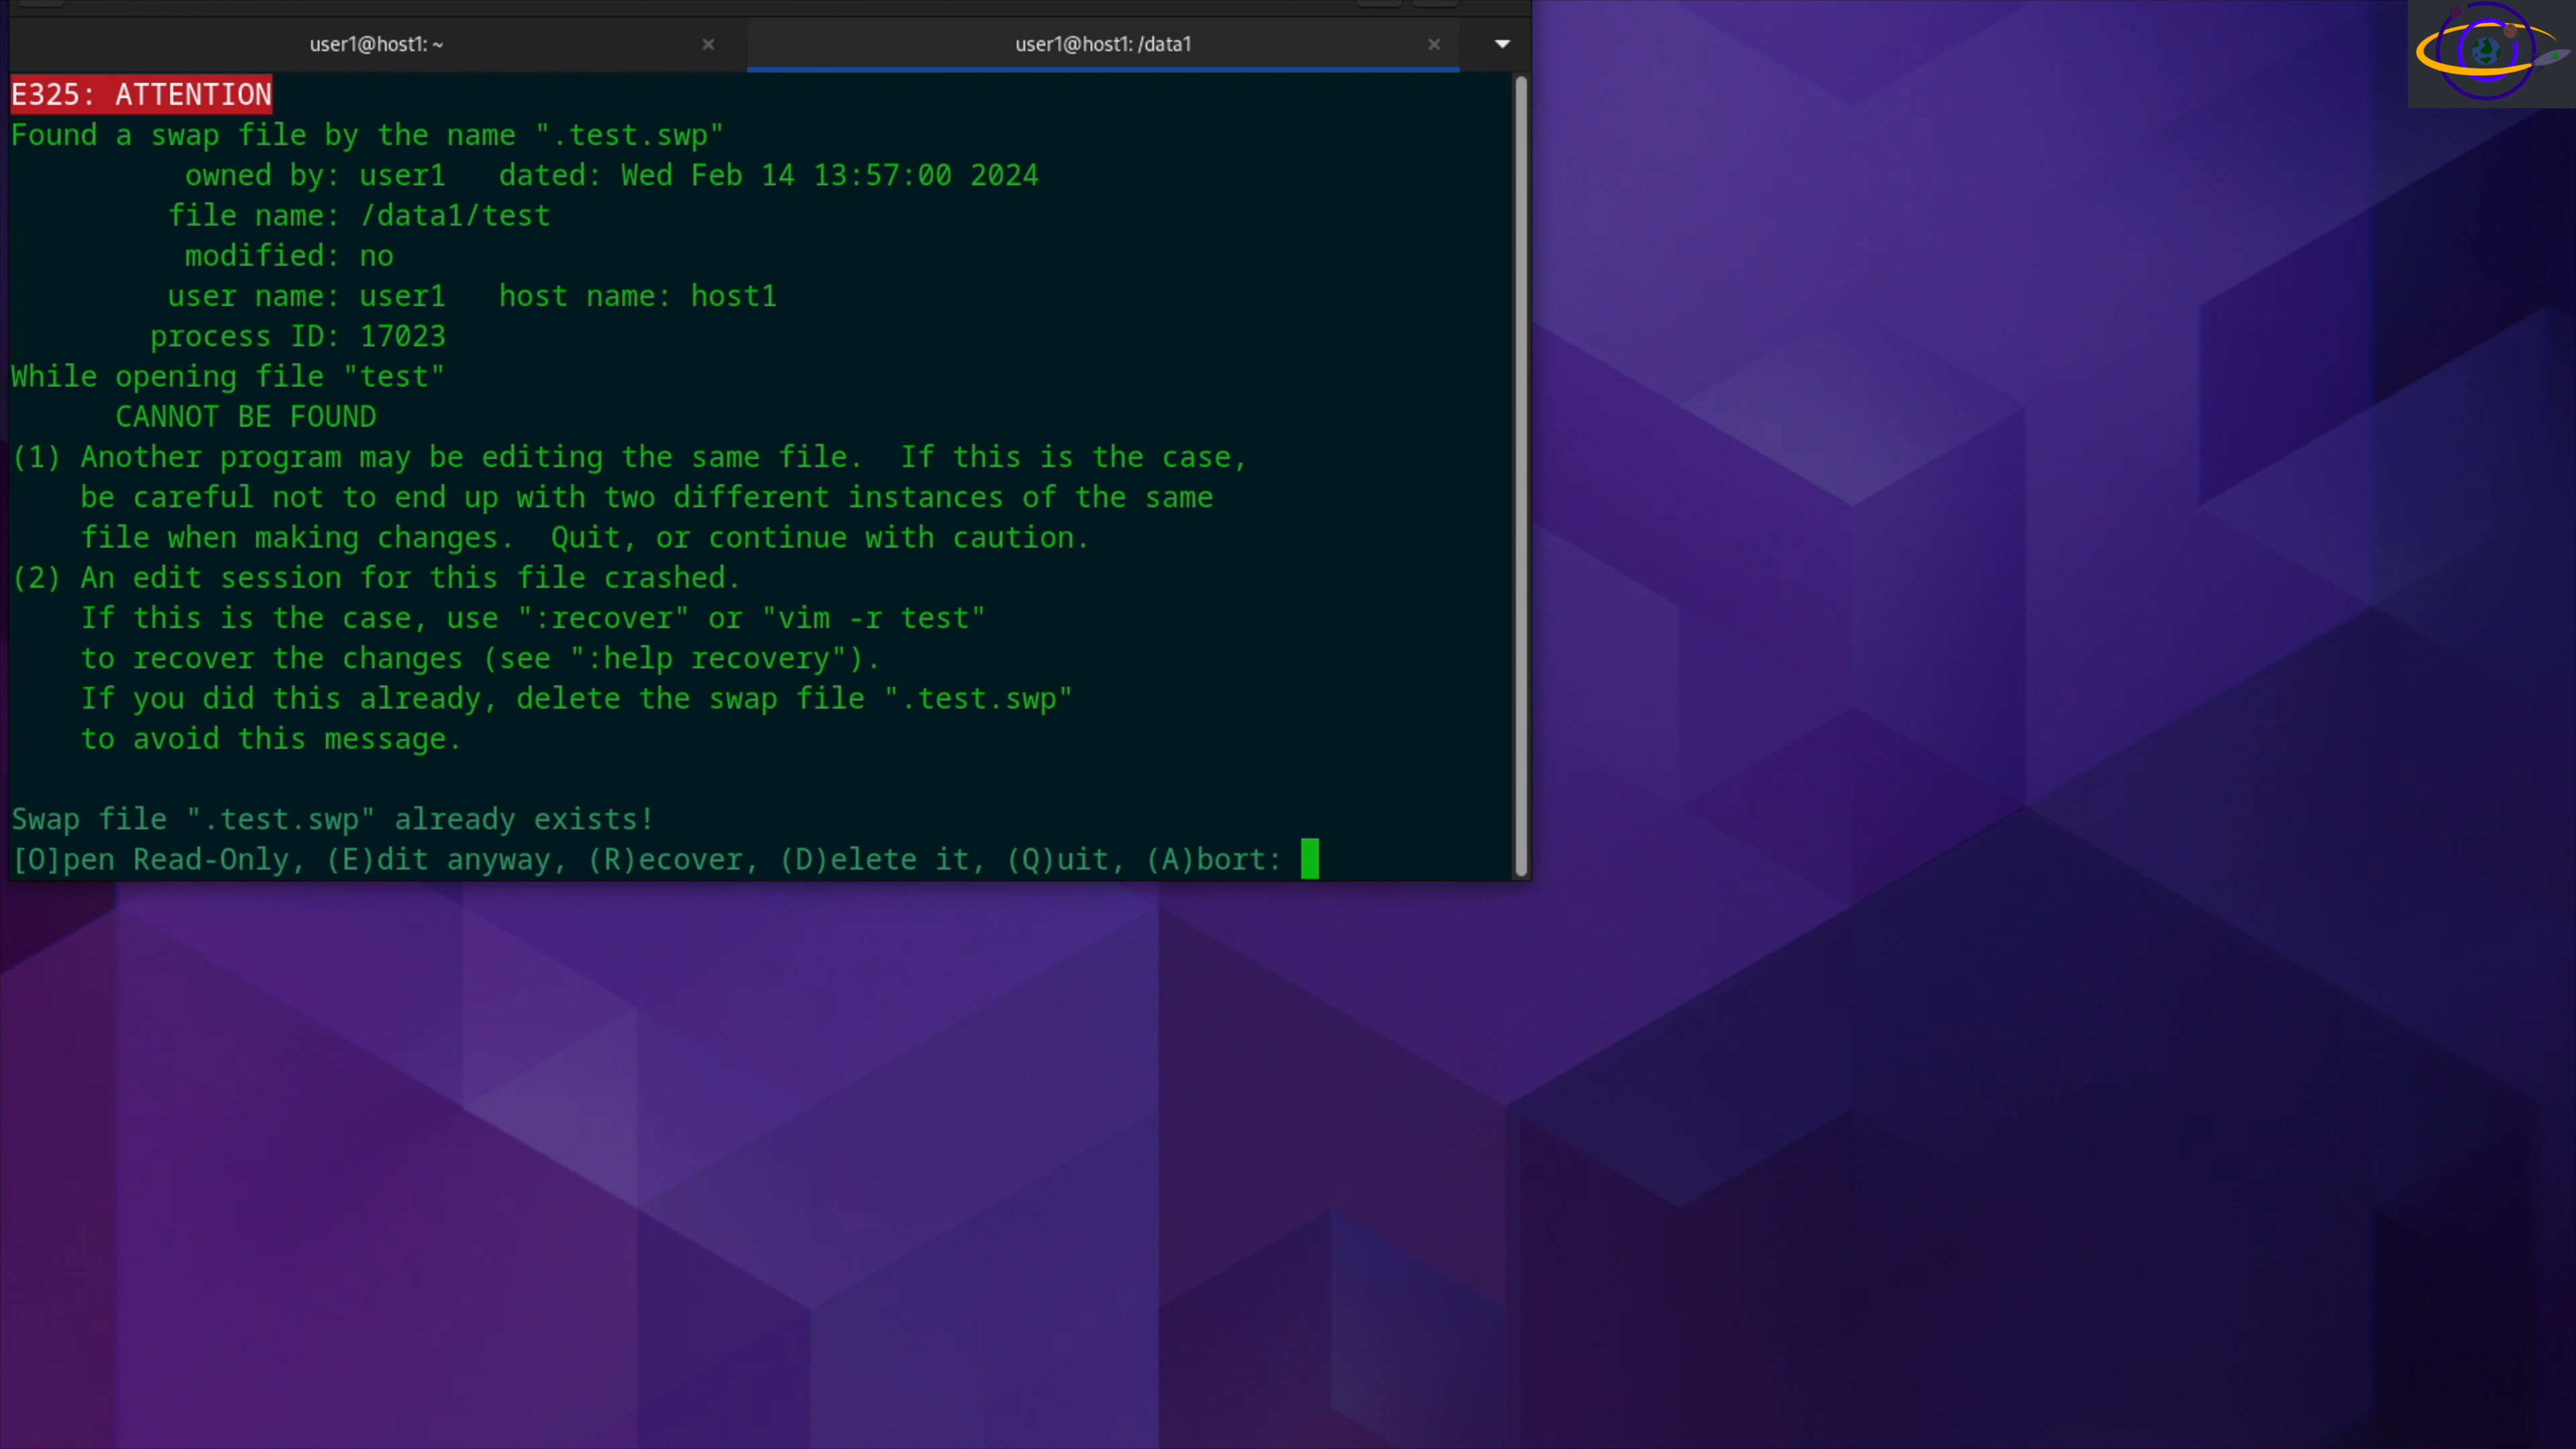 user1@host1: ~
user1@host1: /data1
E325: ATTENTION
Found a swap file by the name ".test.swp"
          owned by: user1   dated: Wed Feb 14 13:57:00 2024
         file name: /data1/test
          modified: no
         user name: user1   host name: host1
        process ID: 17023
While opening file "test"
      CANNOT BE FOUND
(1) Another program may be editing the same file.  If this is the case,
    be careful not to end up with two different instances of the same
    file when making changes.  Quit, or continue with caution.
(2) An edit session for this file crashed.
    If this is the case, use ":recover" or "vim -r test"
    to recover the changes (see ":help recovery").
    If you did this already, delete the swap file ".test.swp"
    to avoid this message.
Swap file ".test.swp" already exists!
[O]pen Read-Only, (E)dit anyway, (R)ecover, (D)elete it, (Q)uit, (A)bort: